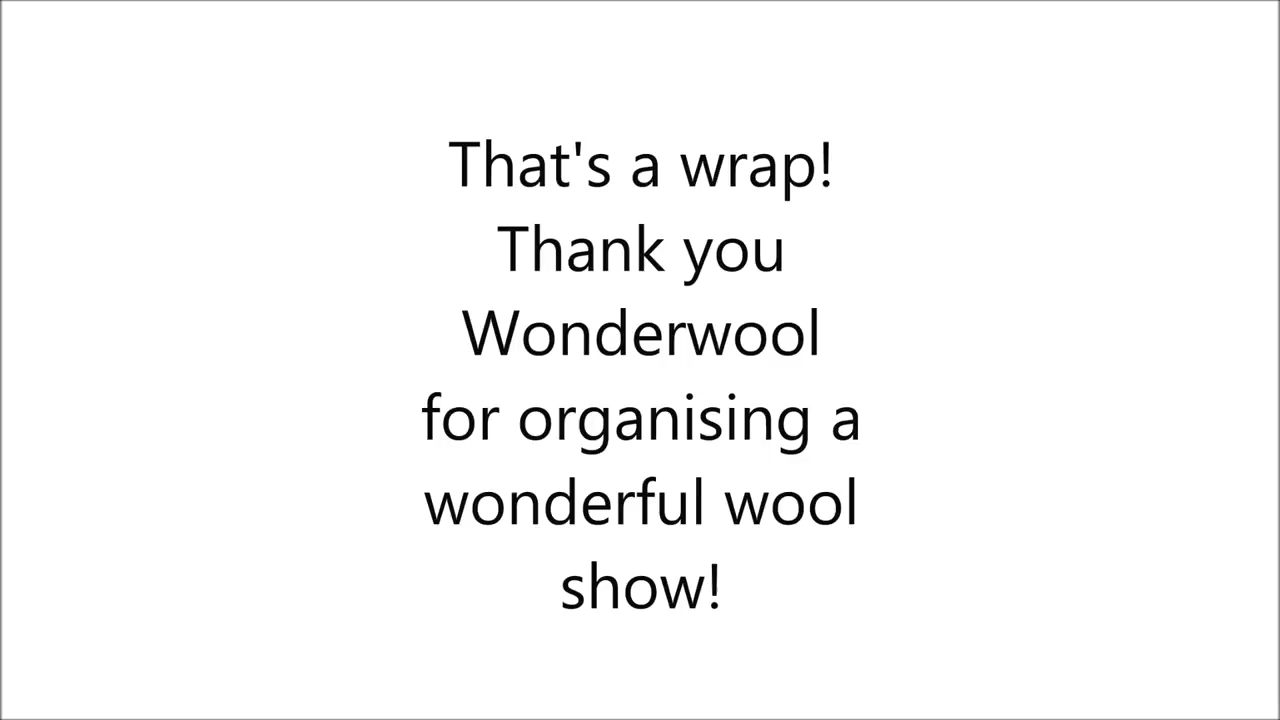 That's a wrap!
Thank you
Wonderwool
for organising a
wonderful wool
show!